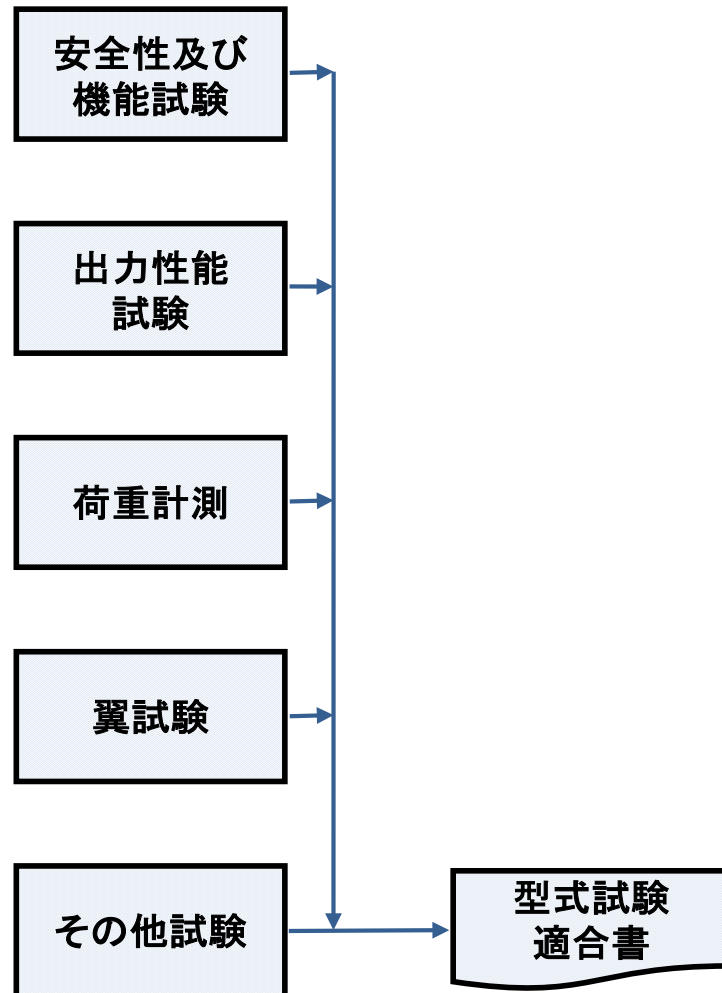 安全性及び
機能試験
出力性能
試験
荷重計測
翼試験
その他試験
型式試験
適合書